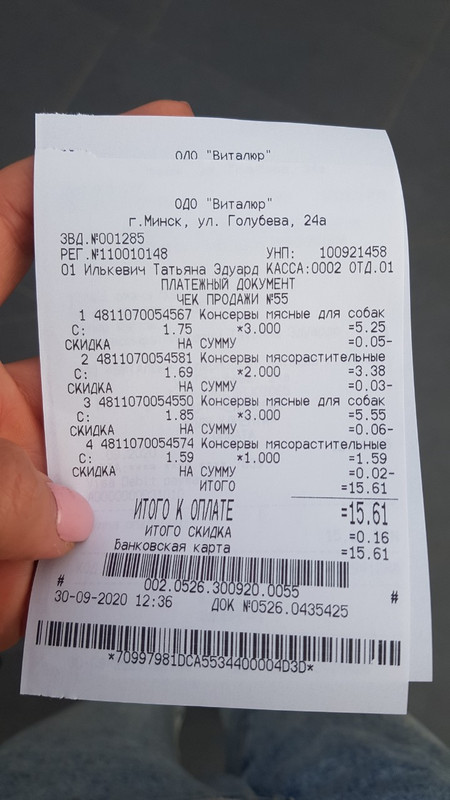 ОДО "Виталюр"
ОДО "Виталюр"
г.Минск, ул. Голубева, 24а
ЗВД.№001285
РЕГ.№110010148 УНП: 100921458
01 Илькевич Татьяна Эдуард КАССА:0002 ОТД.01
ПЛАТЕЖНЫЙ ДОКУМЕНТ
ЧЕК ПРОДАЖИ №55
1 4811070054567 Консервы мясные для собак
С: 1.75 *3.000 =5.25
СКИДКА НА СУММУ =0.05-
2 4811070054581 Консервы мясорастительные
С: 1.69 *2.000 =3.38
СКИДКА НА СУММУ =0.03-
3 4811070054550 Консервы мясные для собак
С: 1.85 *3.000 =5.55
СКИДКА НА СУММУ =0.06-
4 4811070054574 Консервы мясорастительные
С: 1.59 *1.000 =1.59
СКИДКА НА СУММУ =0.02-
ИТОГО =15.61
ИТОГО К ОПЛАТЕ =15.61
ИТОГО СКИДКА =0.16
Банковская карта =15.61
# 002.0526.300920.0055 #
30-09-2020 12:36 ДОК №0526.0435425
*70997981DCA5534400004D3D*